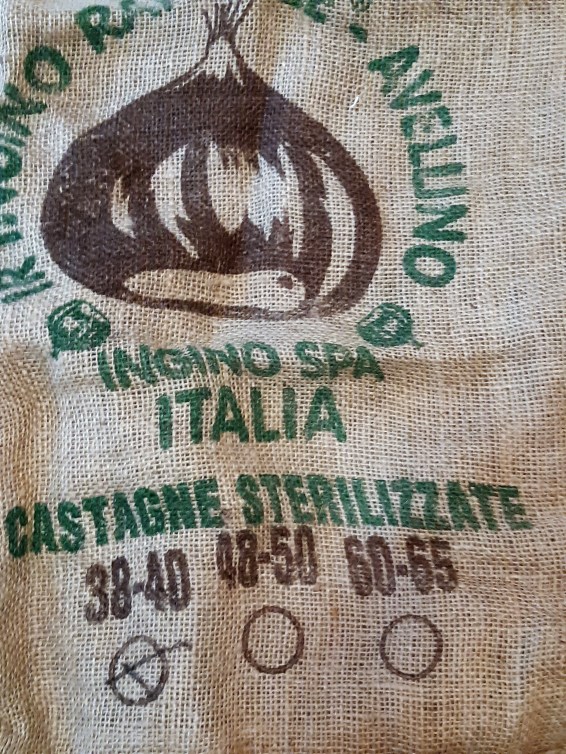 AVELLINO
INGINO SPA
ITALIA
CASTAGNE STERILIZZATE
38-40 48-50 60-65